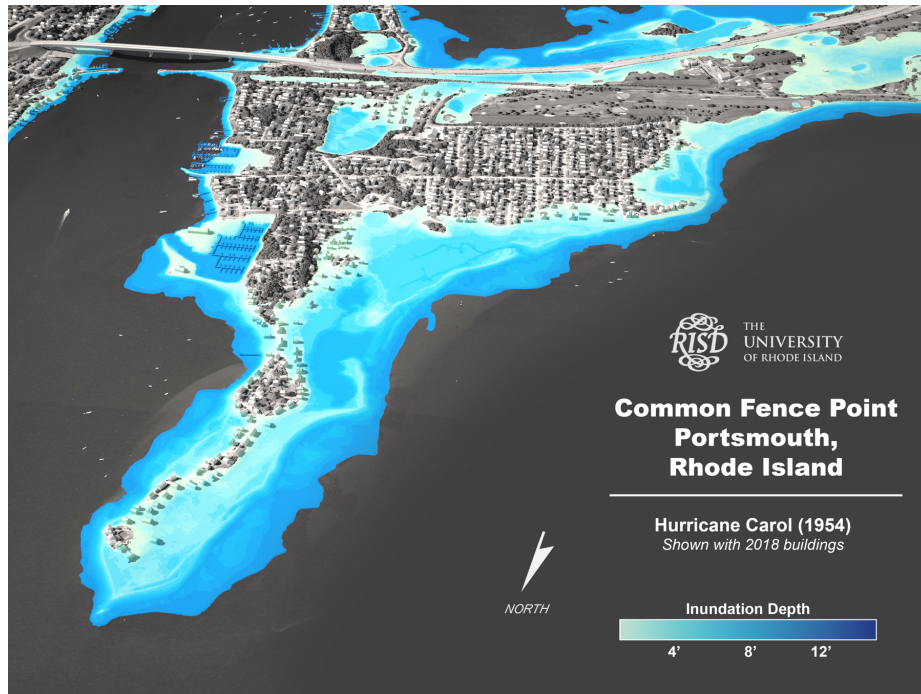 RISD
THE
UNIVERSITY
OF RHODE ISLAND
Common Fence Point
Portsmouth,
Rhode Island
Hurricane Carol (1954)
Shown with 2018 buildings
NORTH
Inundation Depth
4' 8' 12'